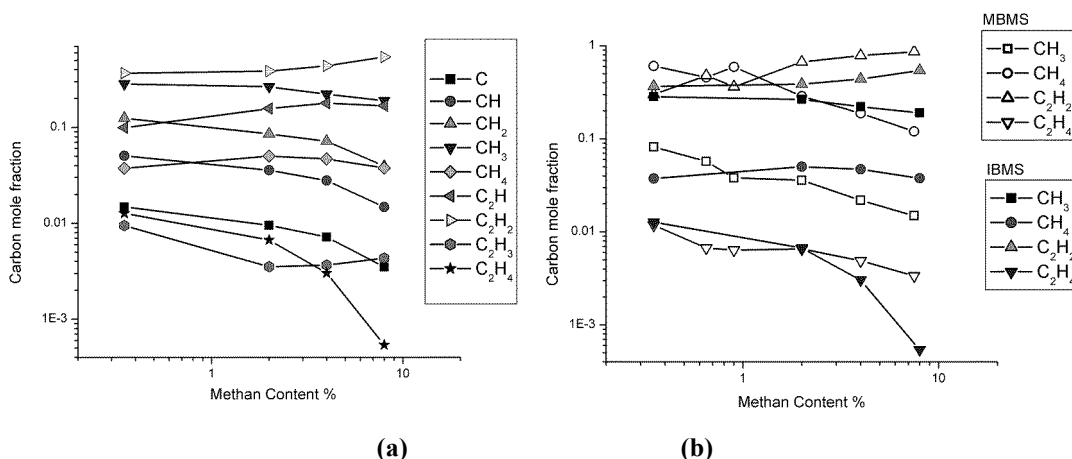 Carbon mole fraction
0.1
0.01
1E-3
1
10
Methan Content %
C
CH
CH₂
CH₃
CH₄
C₂H
C₂H₂
C₂H₃
C₂H₄
(a)
Carbon mole fraction
1
0.1
0.01
1E-3
1
10
Methan Content %
MBMS
CH₃
CH₄
C₂H₂
C₂H₄
IBMS
CH₃
CH₄
C₂H₂
C₂H₄
(b)